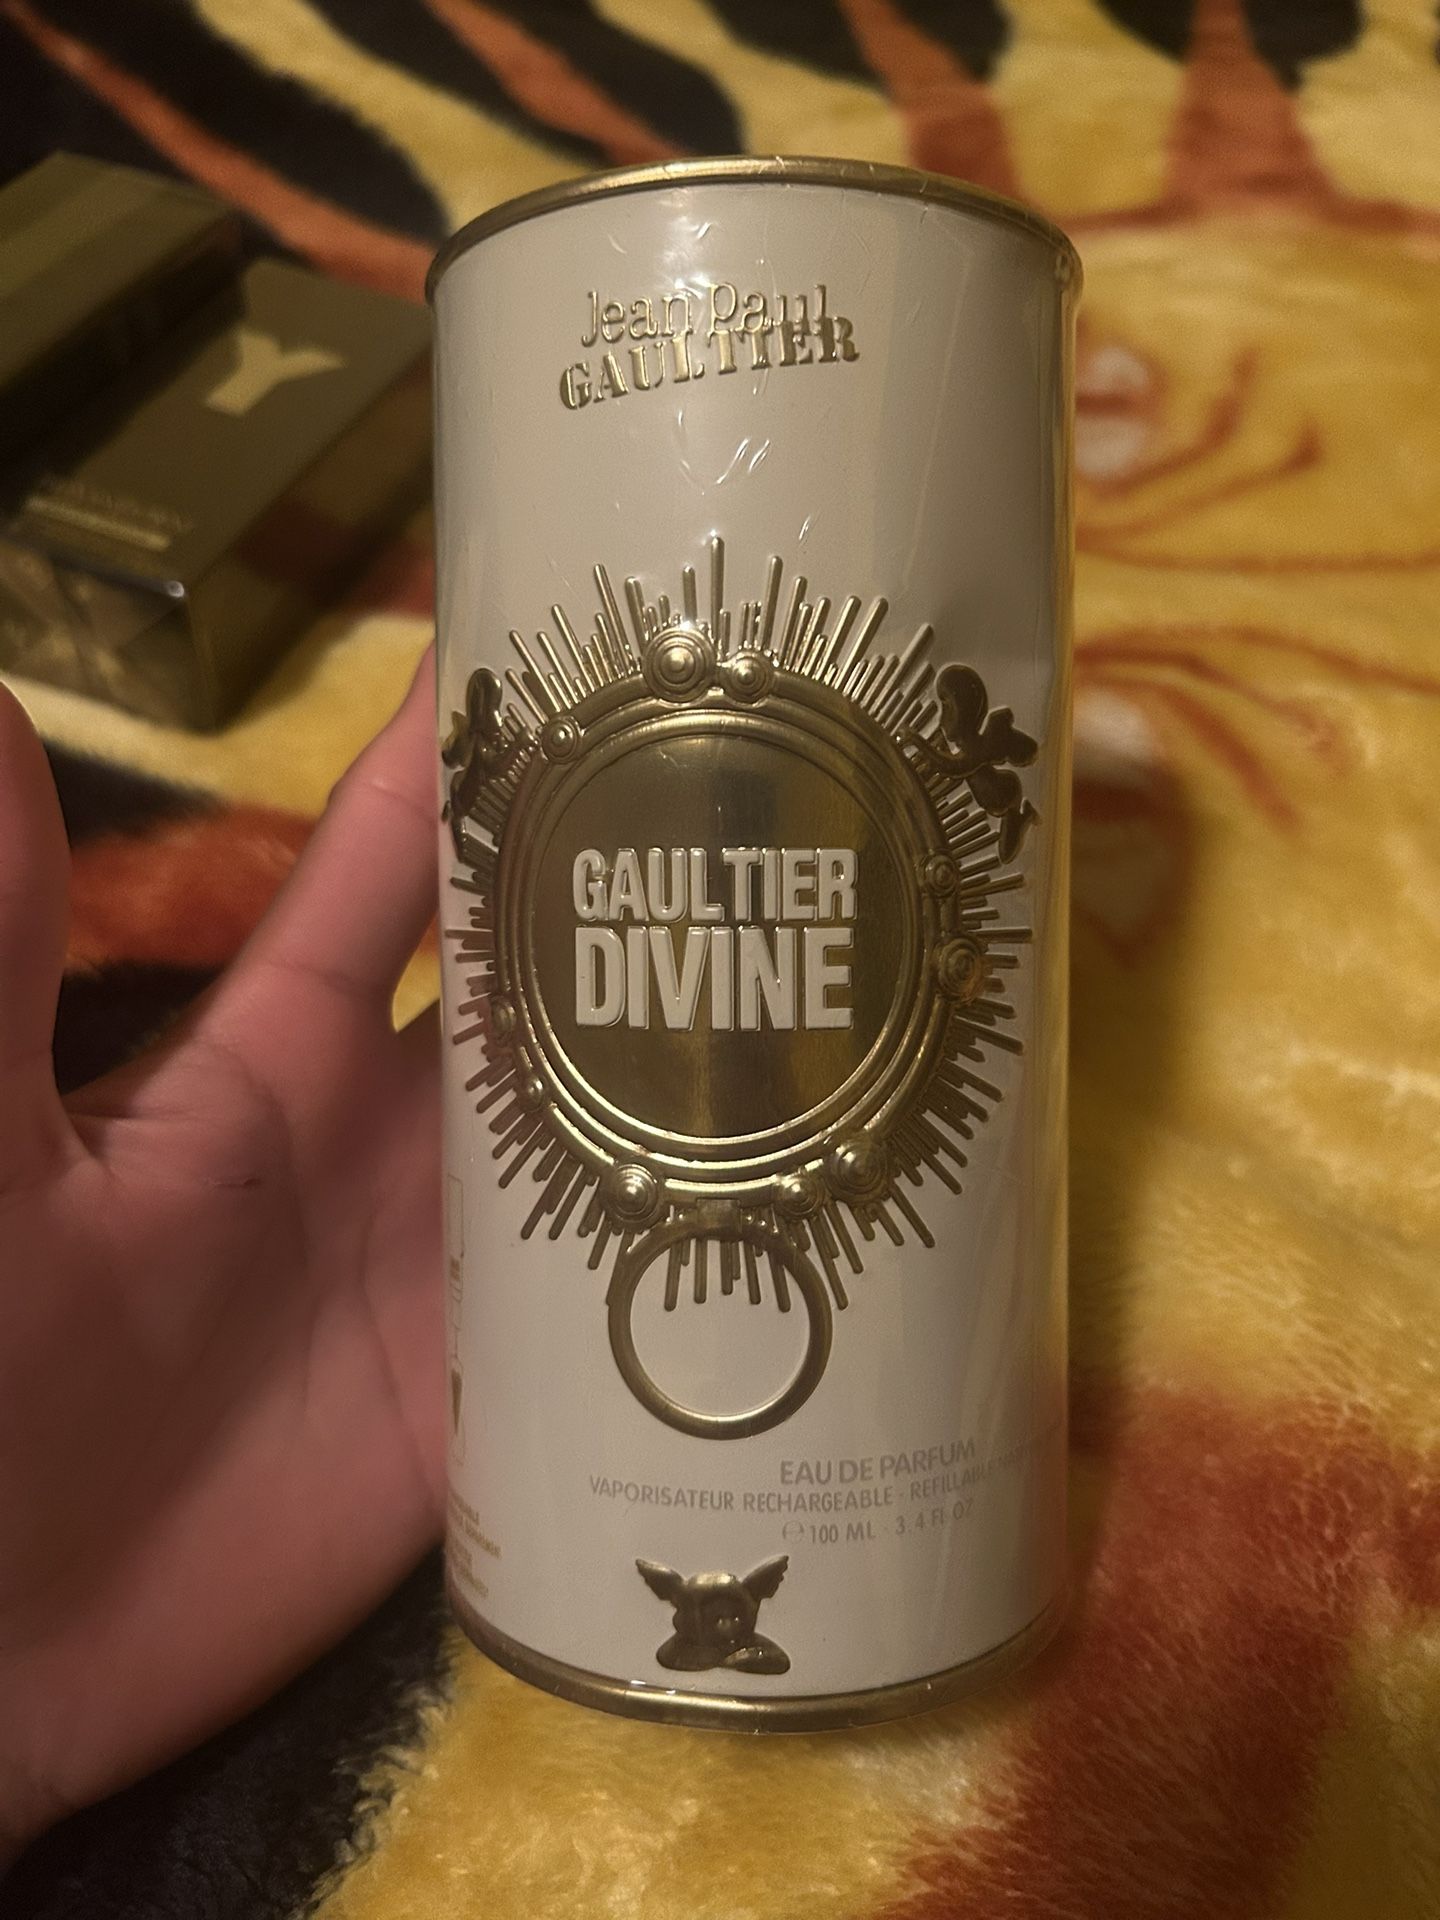 Jean Paul
GAULTIER
GAULTIER
DIVINE
EAU DE PARFUM
VAPORISATEUR RECHARGEABLE - REFILLABLE
℮ 100 ML - 3.4 Fl OZ
Y